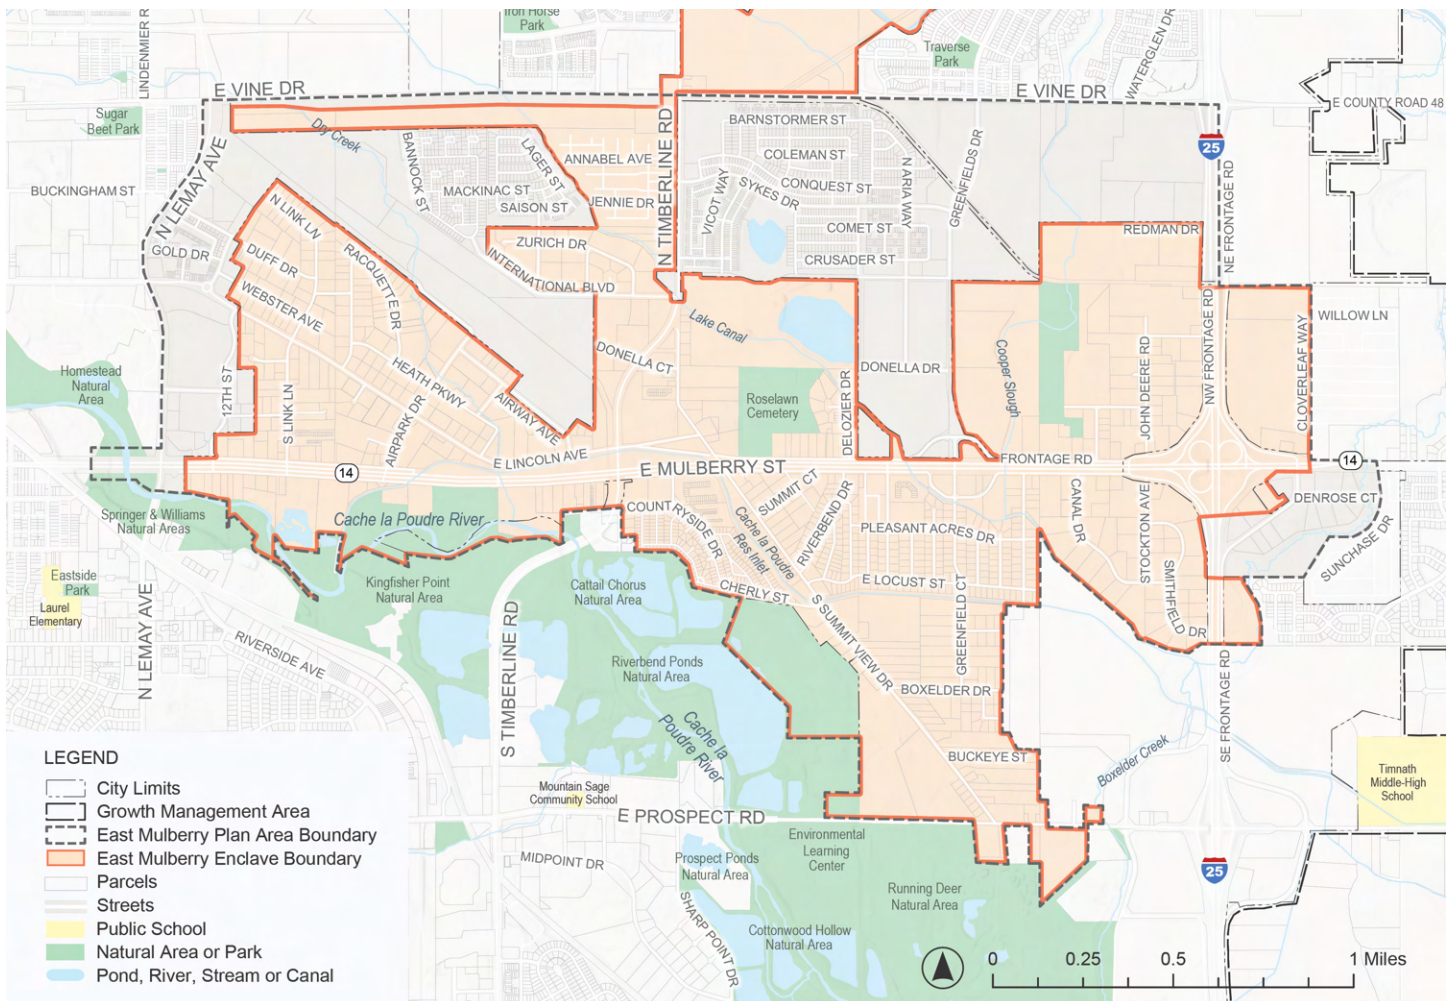 Iron Horse
Park
LINDENMIER R
Traverse
Park
WATERGLEN DR
E VINE DR
E VINE DR
E COUNTY ROAD 48
Sugar
Beet Park
Dry Creek
BANNOCK ST
LAGER ST
ANNABEL AVE
N TIMBERLINE RD
BARNSTORMER ST
COLEMAN ST
CONQUEST ST
SYKES DR
VICOT WAY
NARIA WAY
GREENFIELDS DR
25
NE FRONTAGE RD
BUCKINGHAM ST
N LEMAY AVE
MACKINAC ST
SAISON ST
JENNIE DR
N LINK LN
COMET ST
REDMAN DR
GOLD DR
DUFF DR
RACQUETTE DR
ZURICH DR
CRUSADER ST
INTERNATIONAL BLVD
WEBSTER AVE
Lake Canal
NW FRONTAGE RD
CLOVERLEAF WAY
WILLOW LN
DONELLA CT
DONELLA DR
Cooper Slough
JOHN DEERE RD
Homestead
Natural
Area
12TH ST
S LINK LN
HEATH PKWY
AIRPARK DR
AIRWAY AVE
Roselawn
Cemetery
DELOZIER DR
E LINCOLN AVE
14
E MULBERRY ST
FRONTAGE RD
14
SUMMIT CT
CANAL DR
STOCKTON AVE
DENROSE CT
Springer & Williams
Natural Areas
Cache la Poudre River
COUNTRYSIDE DR
Cache la Poudre
Res Inlet
RIVERBEND DR
PLEASANT ACRES DR
SUNCHASE DR
Eastside
Park
Laurel
Elementary
Kingfisher Point
Natural Area
Cattail Chorus
Natural Area
CHERLY ST
E LOCUST ST
SMITHFIELD DR
N LEMAY AVE
RIVERSIDE AVE
S TIMBERLINE RD
Riverbend Ponds
Natural Area
S SUMMIT VIEW DR
GREENFIELD CT
BOXELDER DR
SE FRONTAGE RD
Cache la
Poudre River
BUCKEYE ST
Boxelder Creek
Timnath
Middle-High
School
LEGEND
City Limits
Growth Management Area
East Mulberry Plan Area Boundary
East Mulberry Enclave Boundary
Parcels
Streets
Public School
Natural Area or Park
Pond, River, Stream or Canal
Mountain Sage
Community School
E PROSPECT RD
Environmental
Learning
Center
MIDPOINT DR
Prospect Ponds
Natural Area
SHARP POINT DR
Running Deer
Natural Area
25
Cottonwood Hollow
Natural Area
0 0.25 0.5 1 Miles